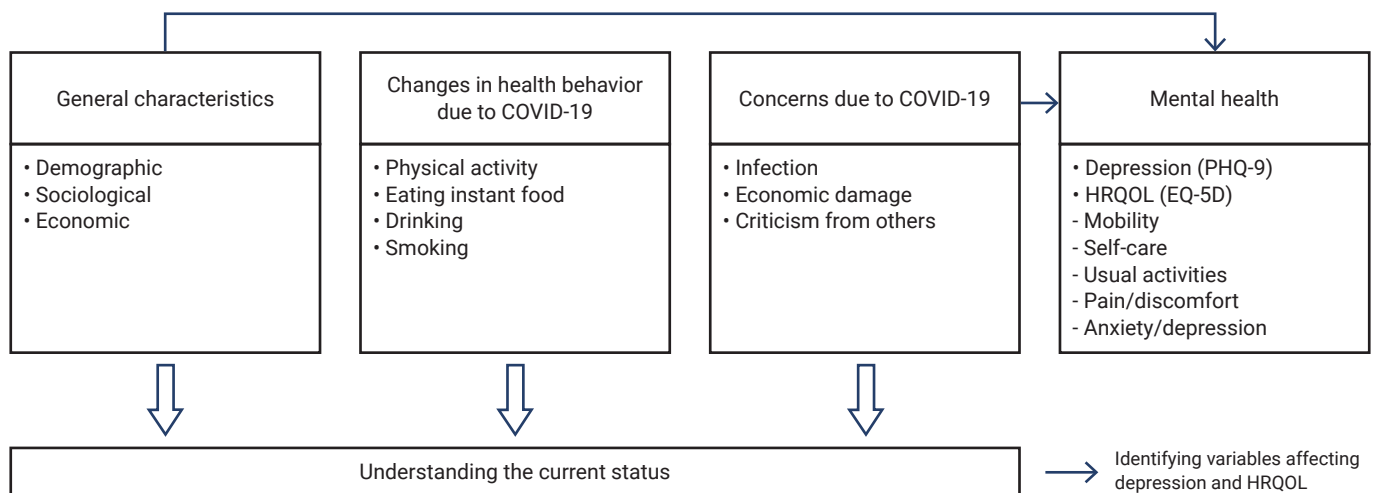 General characteristics
• Demographic
• Sociological
• Economic
Changes in health behavior
due to COVID-19
• Physical activity
• Eating instant food
• Drinking
• Smoking
Concerns due to COVID-19
• Infection
• Economic damage
• Criticism from others
Mental health
• Depression (PHQ-9)
• HRQOL (EQ-5D)
- Mobility
- Self-care
- Usual activities
- Pain/discomfort
- Anxiety/depression
Understanding the current status
Identifying variables affecting
depression and HRQOL